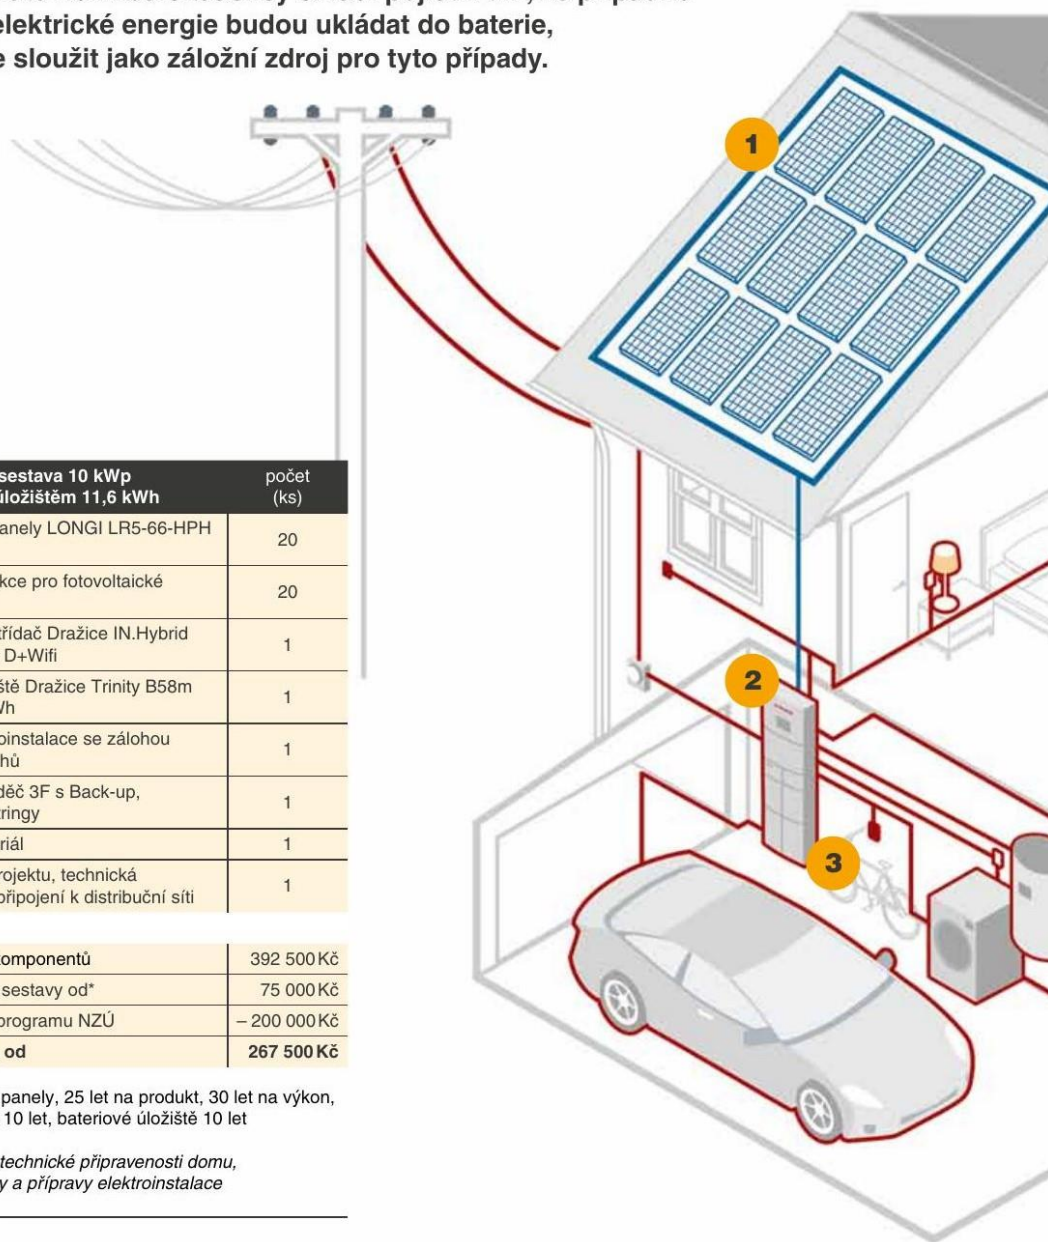 elektrické energie budou ukládat do baterie,
e sloužit jako záložní zdroj pro tyto případy.
1
sestava 10 kWp
úložištěm 11,6 kWh
počet
(ks)
anely LONGI LR5-66-HPH
20
kce pro fotovoltaické
20
třídač Dražice IN.Hybrid
D+Wifi
1
ště Dražice Trinity B58m
Wh
1
oinstalace se zálohou
hů
1
děč 3F s Back-up,
tringy
1
riál
1
rojektu, technická
připojení k distribuční síti
1
komponentů
392 500 Kč
sestavy od*
75 000 Kč
programu NZÚ
– 200 000 Kč
od
267 500 Kč
panely, 25 let na produkt, 30 let na výkon,
10 let, bateriové úložiště 10 let
technické připravenosti domu,
y a přípravy elektroinstalace
2
3